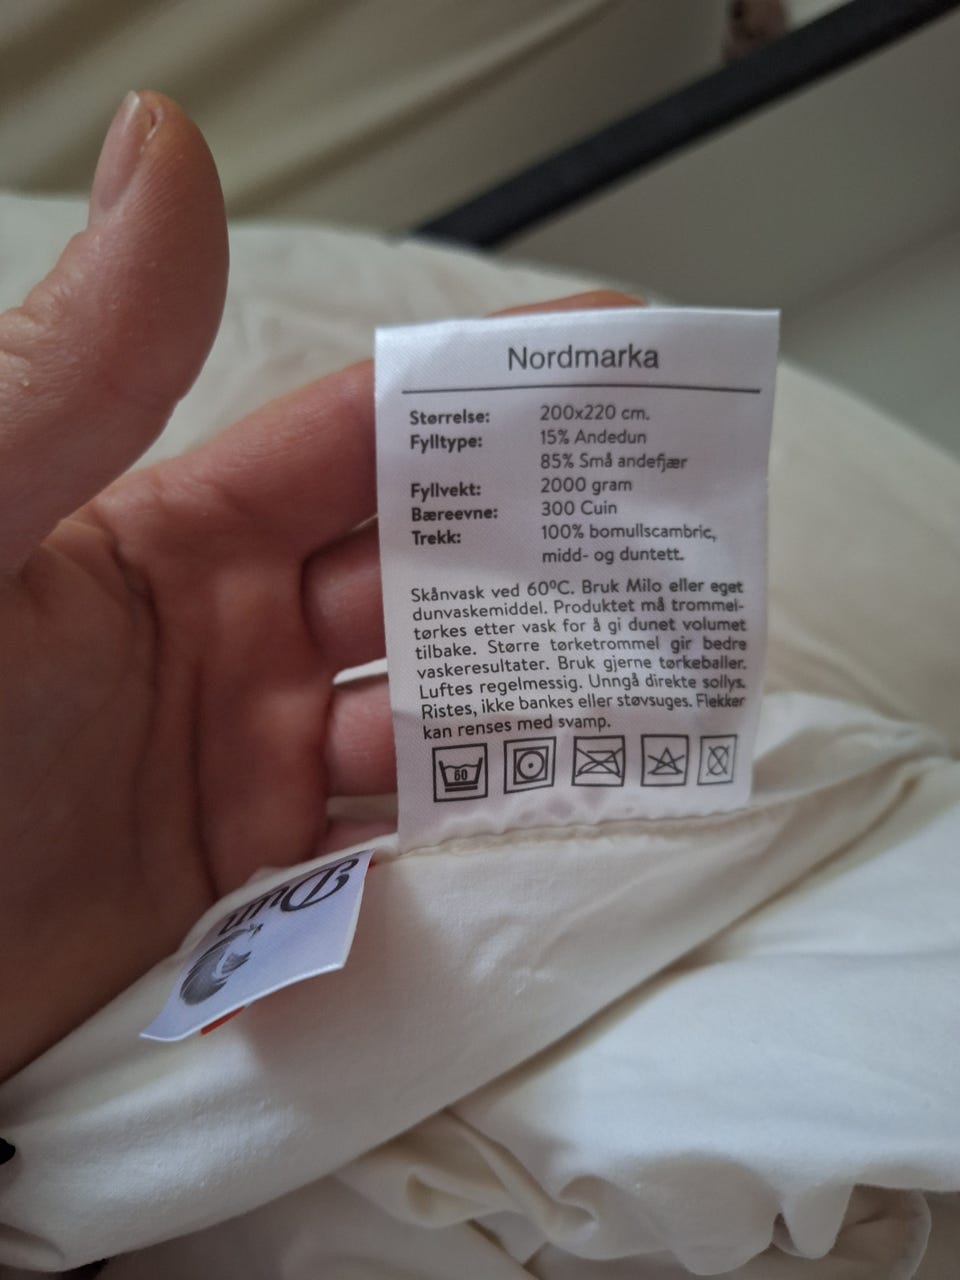 Nordmarka
Størrelse: 200x220 cm.
Fylltype: 15% Andedun
85% Små andefjær
Fyllvekt: 2000 gram
Bæreevne: 300 Cuin
Trekk: 100% bomullscambric,
midd- og duntett.
Skånvask ved 60°C. Bruk Milo eller eget
dunvaskemiddel. Produktet må trommel-
tørkes etter vask for å gi dunet volumet
tilbake. Større tørketrommel gir bedre
vaskeresultater. Bruk gjerne tørkeballer.
Luftes regelmessig. Unngå direkte sollys.
Ristes, ikke bankes eller støvsuges. Flekker
kan renses med svamp.
60
Dun